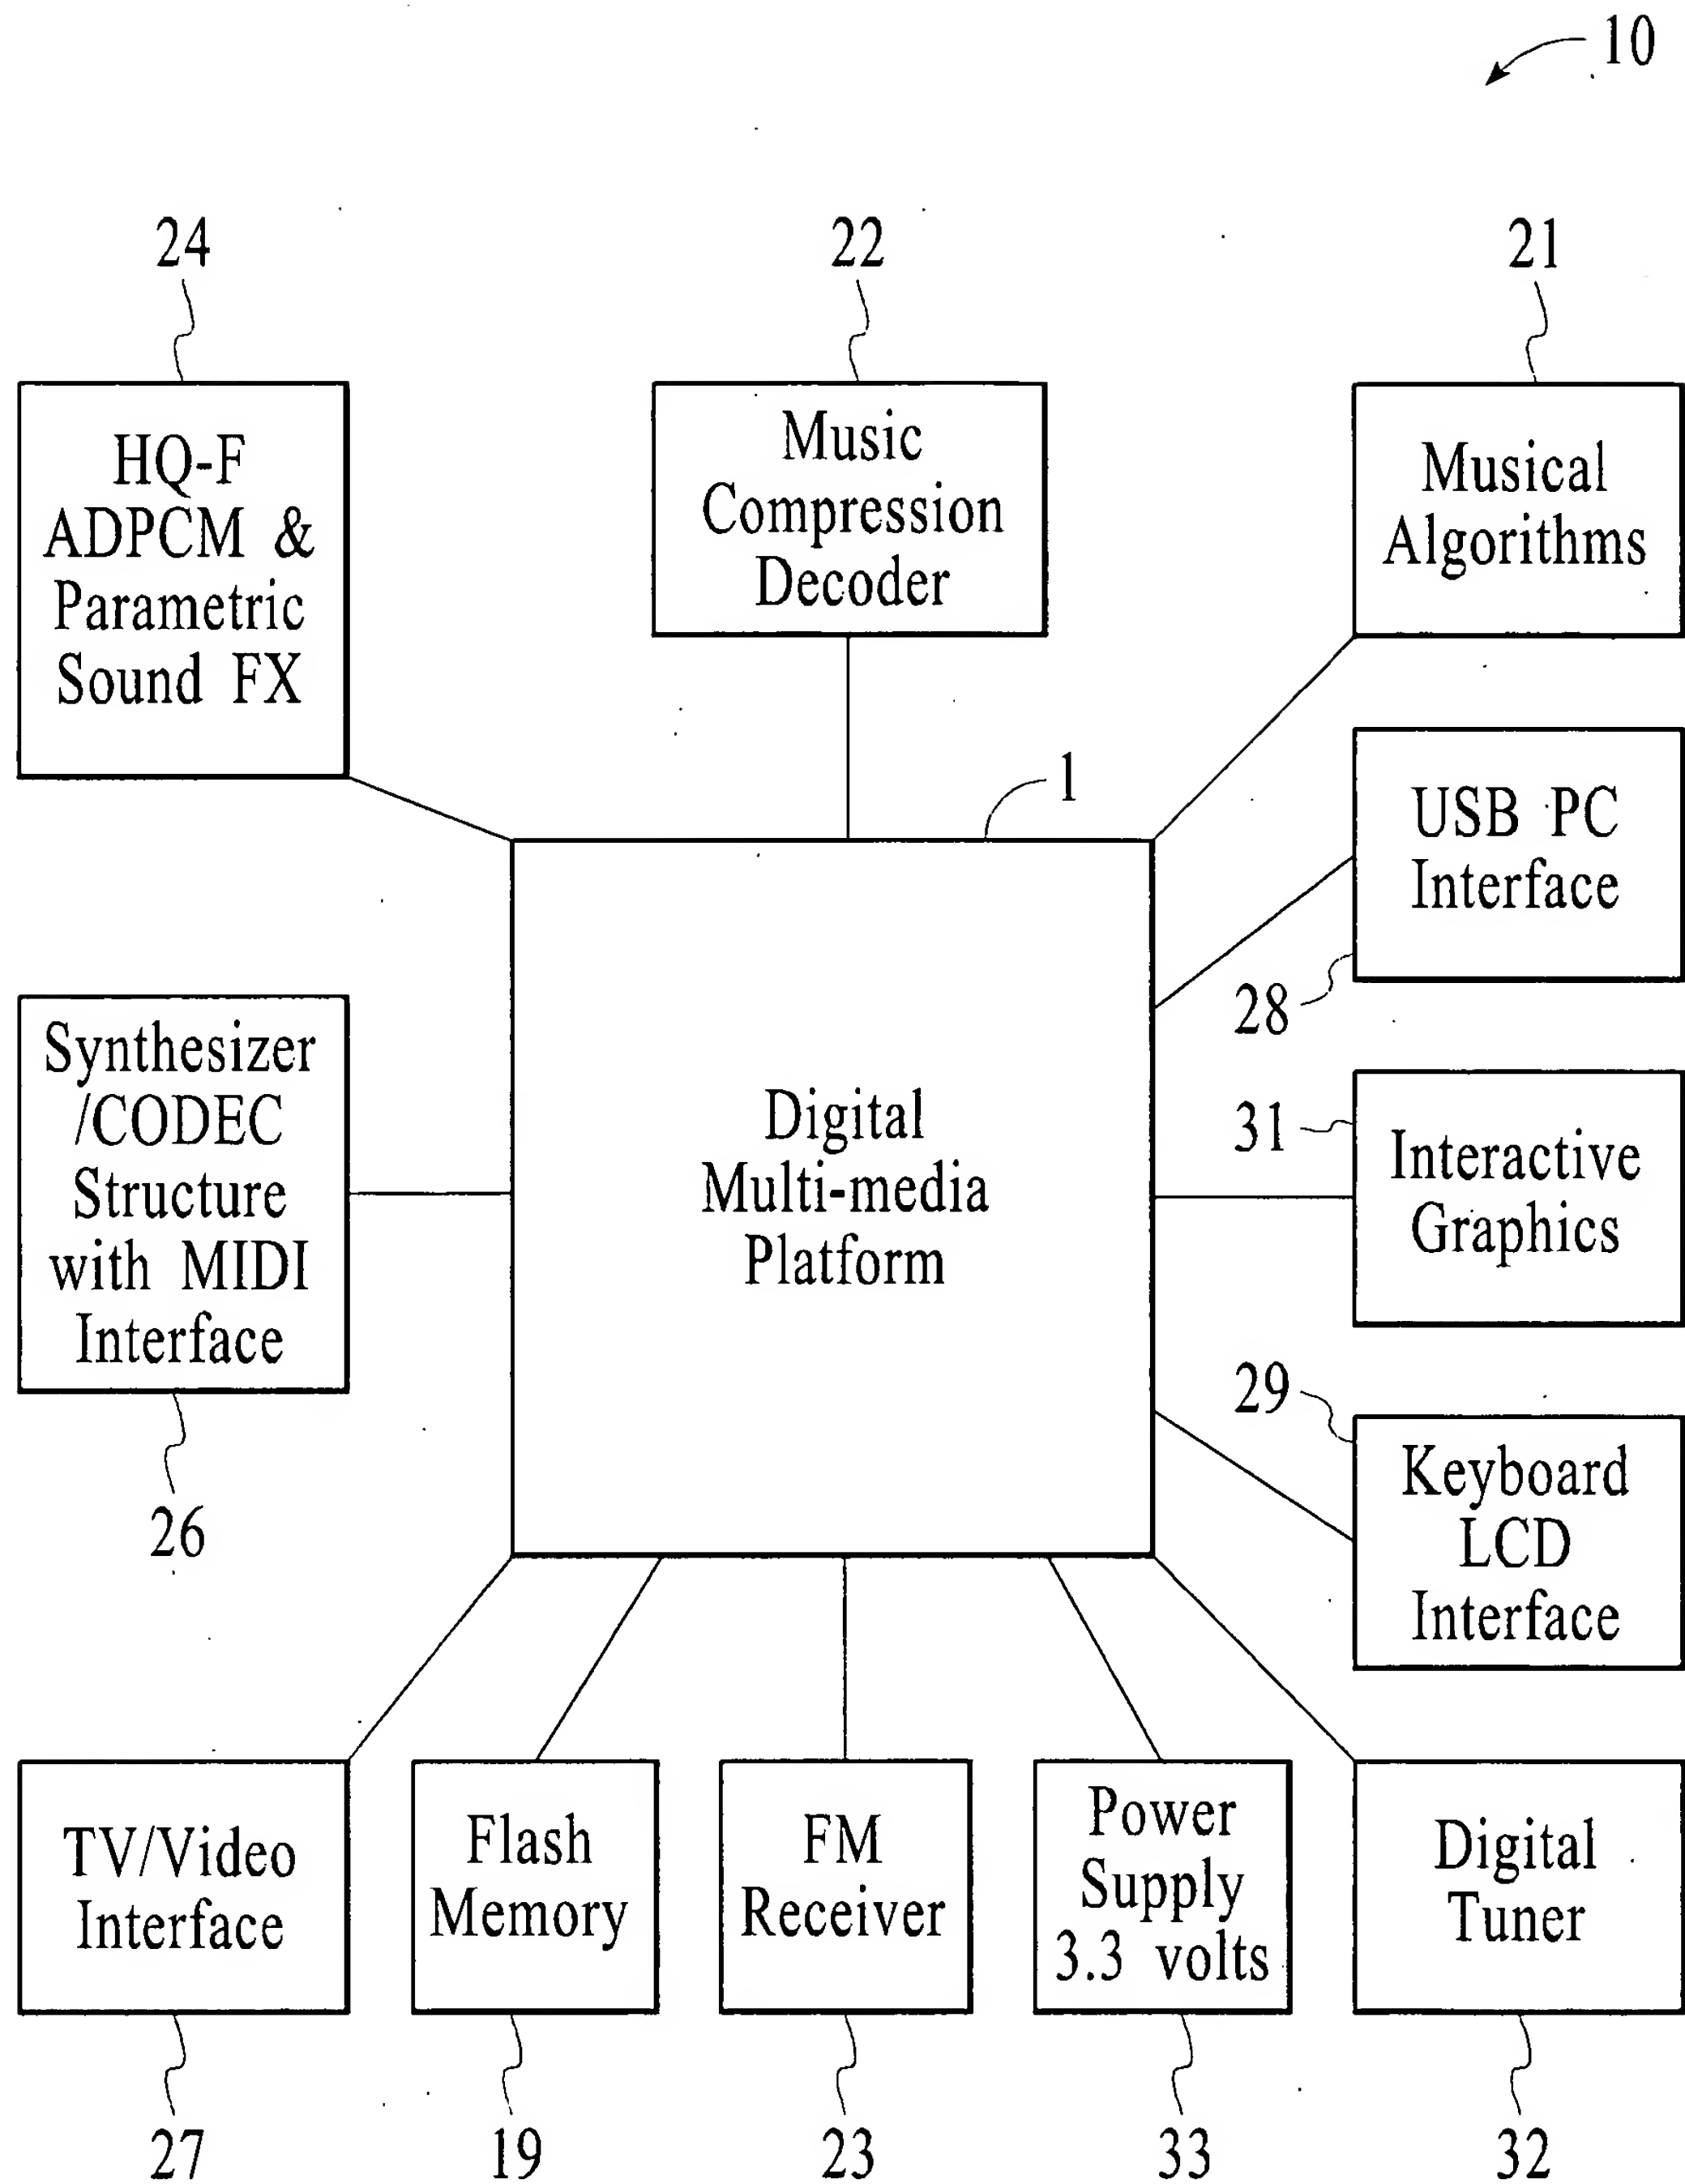 10
24
22
21
HQ-F
ADPCM &
Parametric
Sound FX
Music
Compression
Decoder
Musical
Algorithms
1
USB PC
Interface
28
Synthesizer
/CODEC
Structure
with MIDI
Interface
26
Digital
Multi-media
Platform
31
Interactive
Graphics
29
Keyboard
LCD
Interface
TV/Video
Interface
Flash
Memory
FM
Receiver
Power
Supply
3.3 volts
Digital
Tuner
27
19
23
33
32